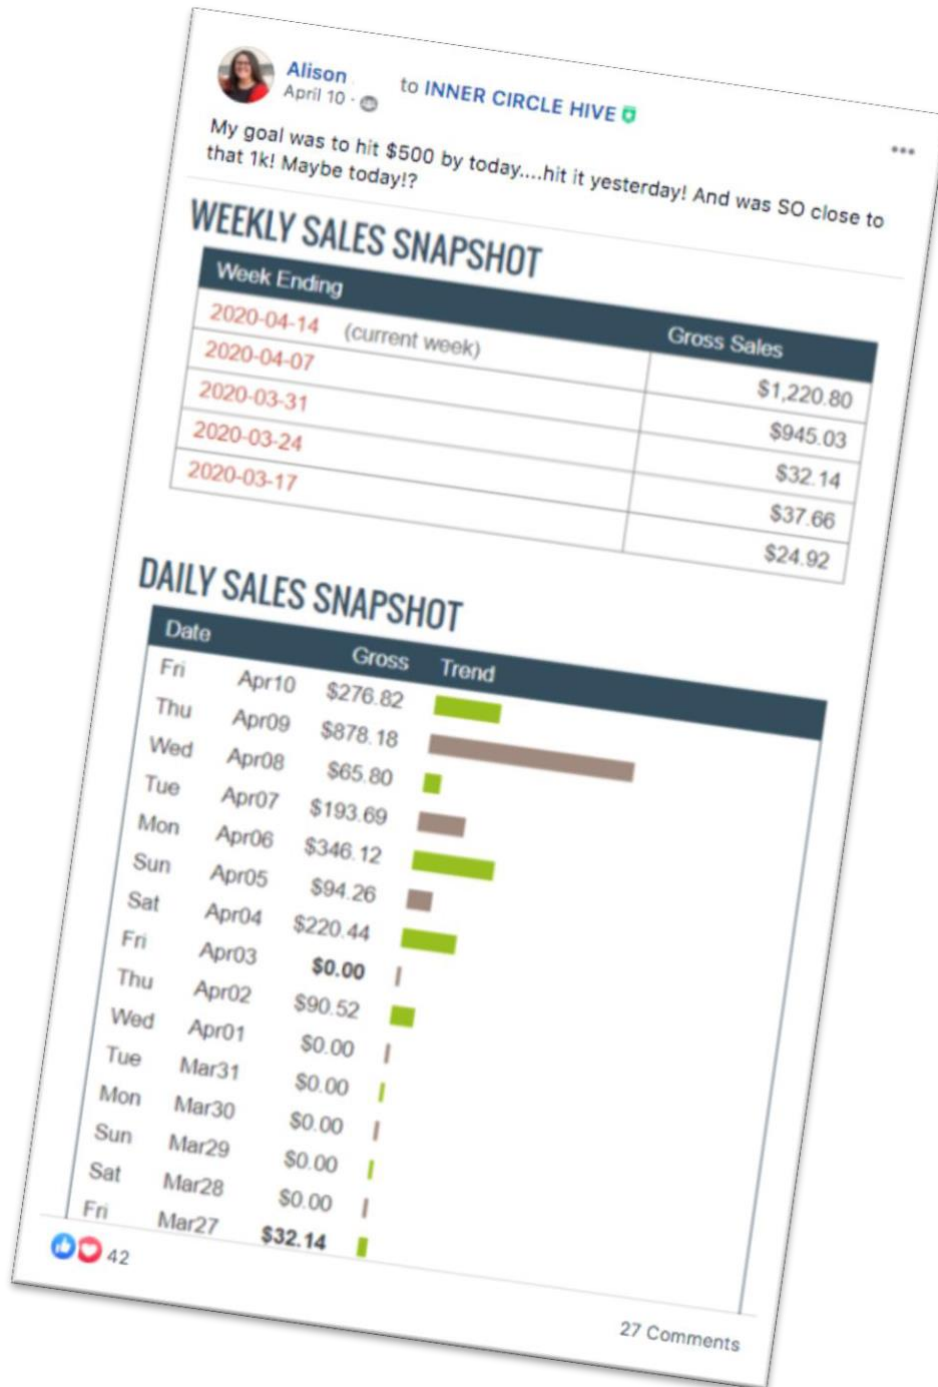 Alison to INNER CIRCLE HIVE
April 10 ·
My goal was to hit $500 by today....hit it yesterday! And was SO close to
that 1k! Maybe today!?
WEEKLY SALES SNAPSHOT
Week Ending Gross Sales
2020-04-14 (current week) $1,220.80
2020-04-07 $945.03
2020-03-31 $32.14
2020-03-24 $37.66
2020-03-17 $24.92
DAILY SALES SNAPSHOT
Date Gross Trend
Fri Apr10 $276.82
Thu Apr09 $878.18
Wed Apr08 $65.80
Tue Apr07 $193.69
Mon Apr06 $346.12
Sun Apr05 $94.26
Sat Apr04 $220.44
Fri Apr03 $0.00
Thu Apr02 $90.52
Wed Apr01 $0.00
Tue Mar31 $0.00
Mon Mar30 $0.00
Sun Mar29 $0.00
Sat Mar28 $0.00
Fri Mar27 $32.14
42
27 Comments